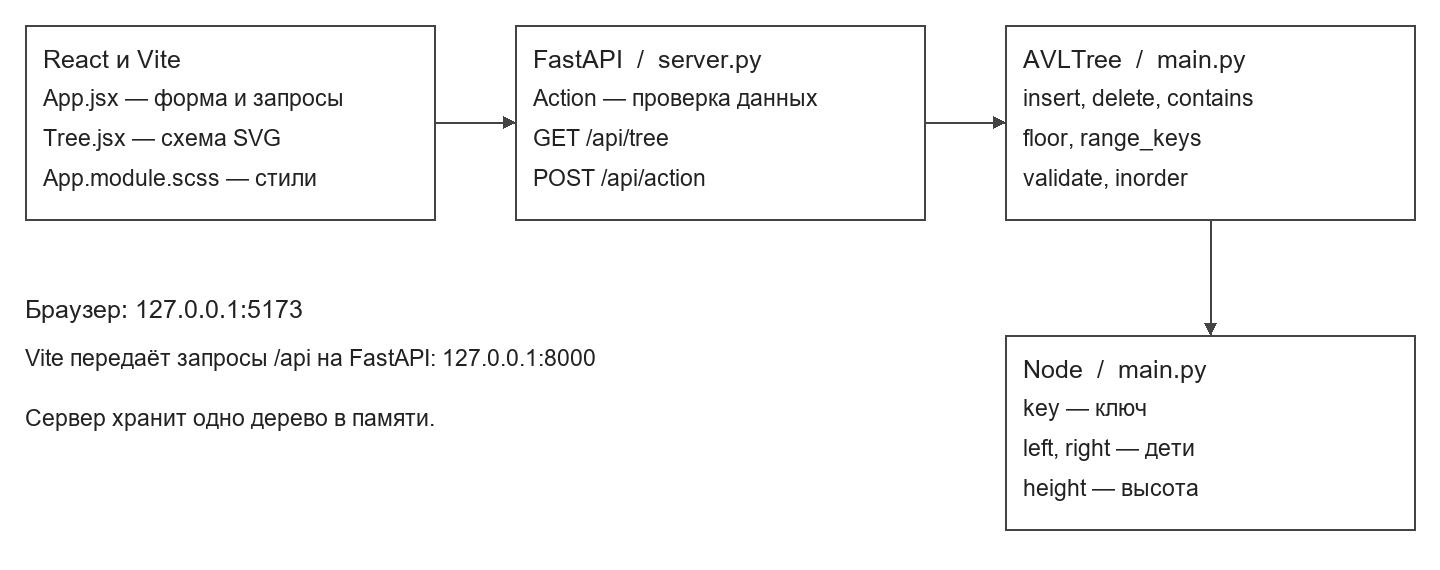 React и Vite
App.jsx — форма и запросы
Tree.jsx — схема SVG
App.module.scss — стили
FastAPI / server.py
Action — проверка данных
GET /api/tree
POST /api/action
AVLTree / main.py
insert, delete, contains
floor, range_keys
validate, inorder
Браузер: 127.0.0.1:5173
Vite передаёт запросы /api на FastAPI: 127.0.0.1:8000
Сервер хранит одно дерево в памяти.
Node / main.py
key — ключ
left, right — дети
height — высота